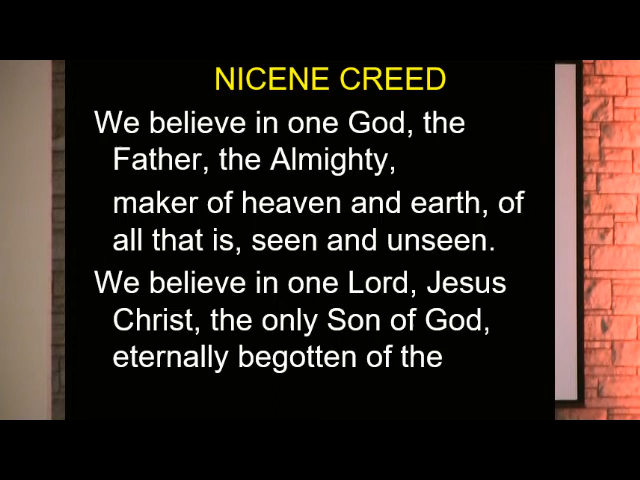 NICENE CREED
We believe in one God, the
Father, the Almighty,
maker of heaven and earth, of
all that is, seen and unseen.
We believe in one Lord, Jesus
Christ, the only Son of God,
eternally begotten of the